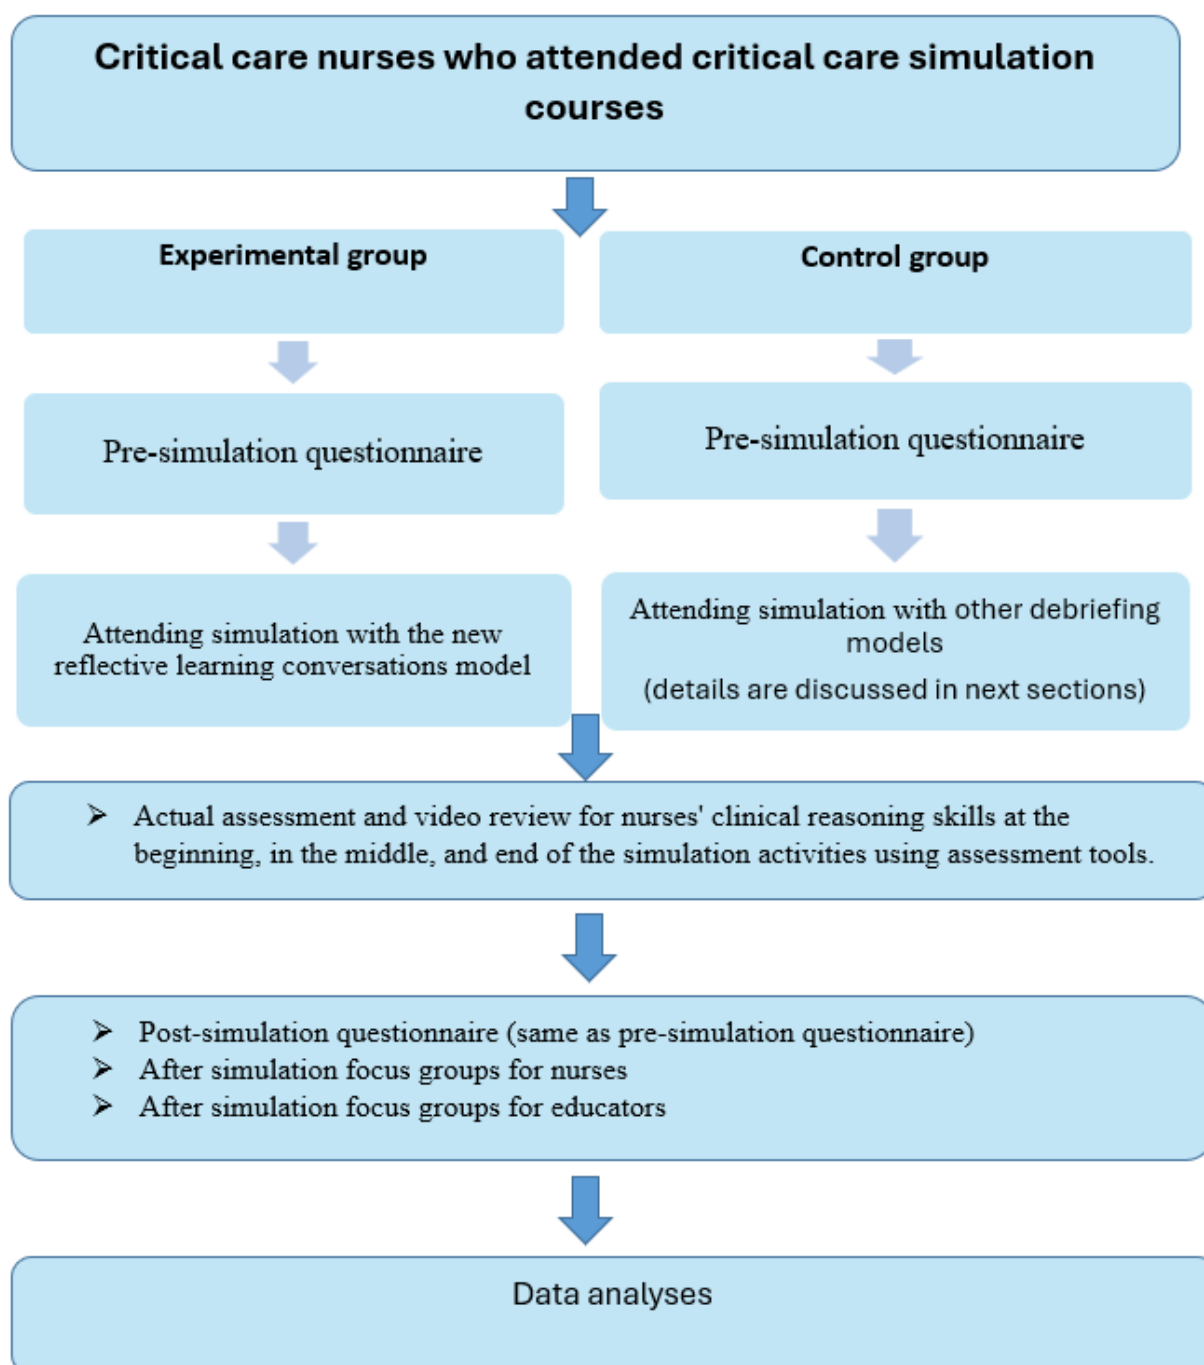 Critical care nurses who attended critical care simulation
courses
Experimental group
Control group
Pre-simulation questionnaire
Pre-simulation questionnaire
Attending simulation with the new
reflective learning conversations model
Attending simulation with other debriefing
models
(details are discussed in next sections)
➢ Actual assessment and video review for nurses' clinical reasoning skills at the
beginning, in the middle, and end of the simulation activities using assessment tools.
➢ Post-simulation questionnaire (same as pre-simulation questionnaire)
➢ After simulation focus groups for nurses
➢ After simulation focus groups for educators
Data analyses